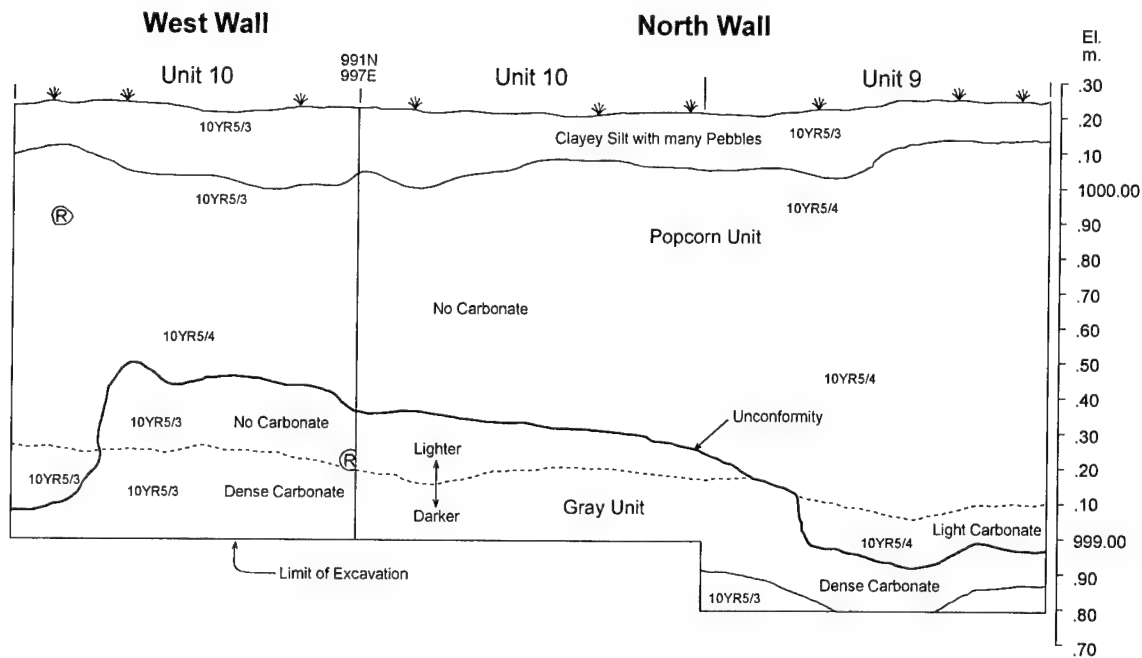 West Wall
North Wall
El.
m.
Unit 10
991N
997E
Unit 10
Unit 9
.30
.20
.10
1000.00
.90
.80
.70
.60
.50
.40
.30
.20
.10
999.00
.90
.80
.70
10YR5/3
Clayey Silt with many Pebbles
10YR5/3
10YR5/3
10YR5/4
R
Popcorn Unit
No Carbonate
10YR5/4
10YR5/4
10YR5/3
No Carbonate
Unconformity
R
Lighter
10YR5/3
10YR5/3
Dense Carbonate
Darker
Gray Unit
Light Carbonate
10YR5/4
Limit of Excavation
Dense Carbonate
10YR5/3